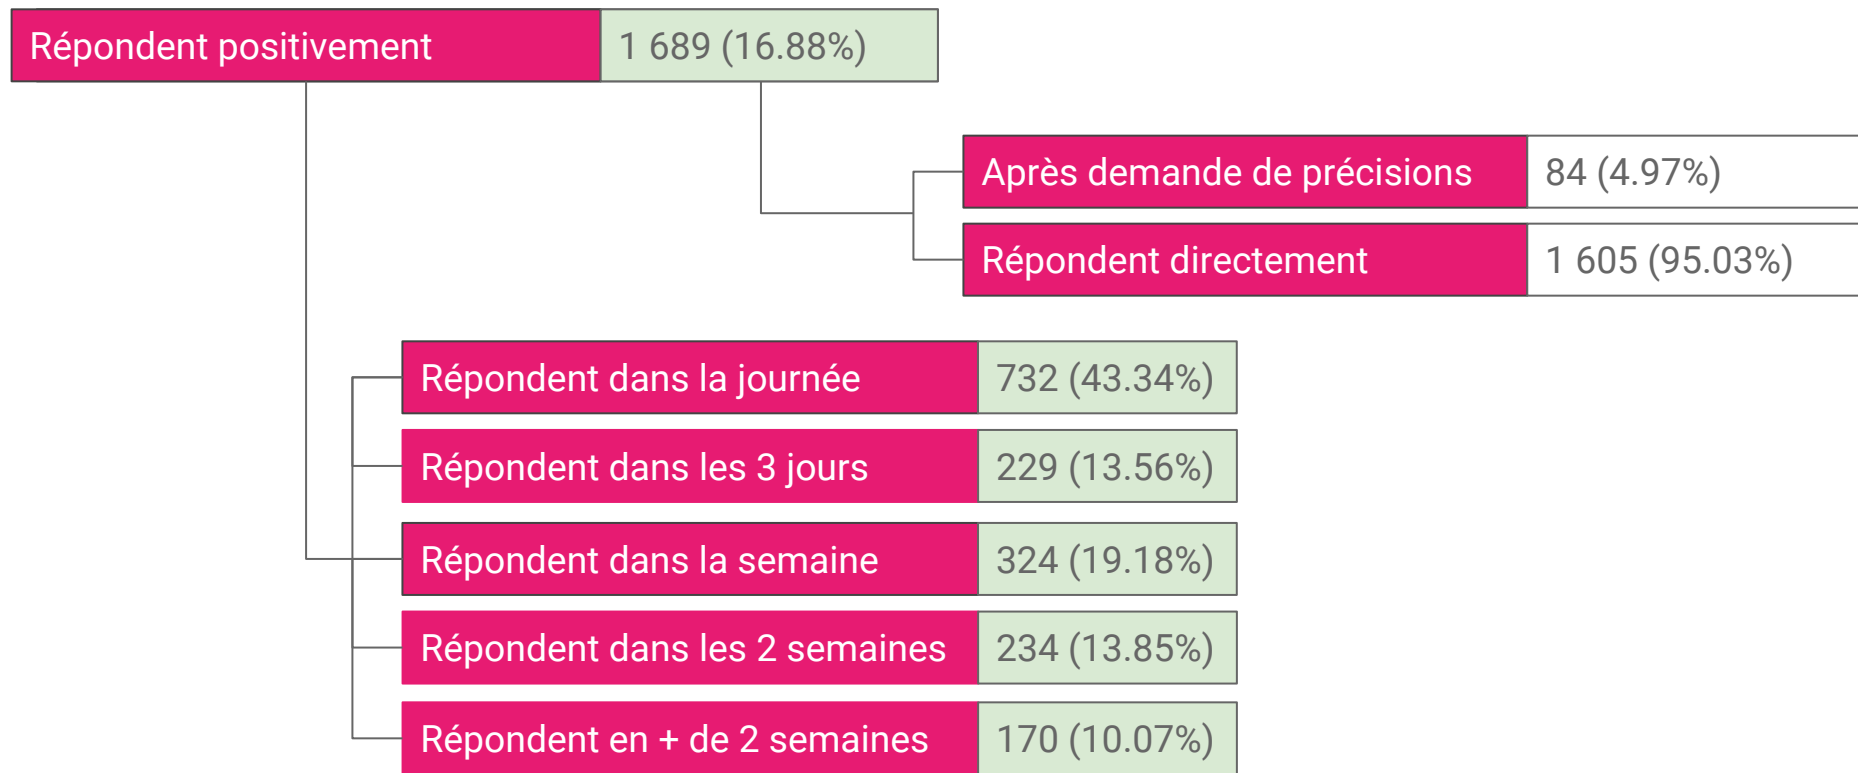 Répondent positivement 1 689 (16.88%)
Après demande de précisions 84 (4.97%)
Répondent directement 1 605 (95.03%)
Répondent dans la journée 732 (43.34%)
Répondent dans les 3 jours 229 (13.56%)
Répondent dans la semaine 324 (19.18%)
Répondent dans les 2 semaines 234 (13.85%)
Répondent en + de 2 semaines 170 (10.07%)